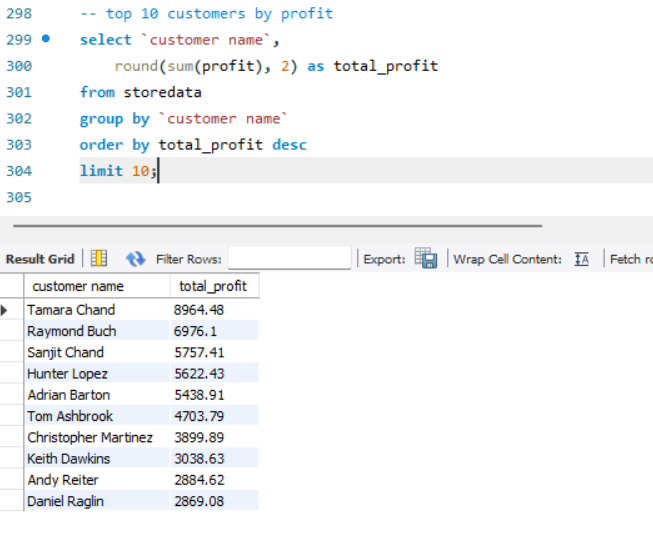 298 -- top 10 customers by profit
299 select `customer name`,
300 round(sum(profit), 2) as total_profit
301 from storedata
302 group by `customer name`
303 order by total_profit desc
304 limit 10;
305
Result Grid Filter Rows: Export: Wrap Cell Content: IA Fetch ro
customer name total_profit
Tamara Chand 8964.48
Raymond Buch 6976.1
Sanjit Chand 5757.41
Hunter Lopez 5622.43
Adrian Barton 5438.91
Tom Ashbrook 4703.79
Christopher Martinez 3899.89
Keith Dawkins 3038.63
Andy Reiter 2884.62
Daniel Raglin 2869.08